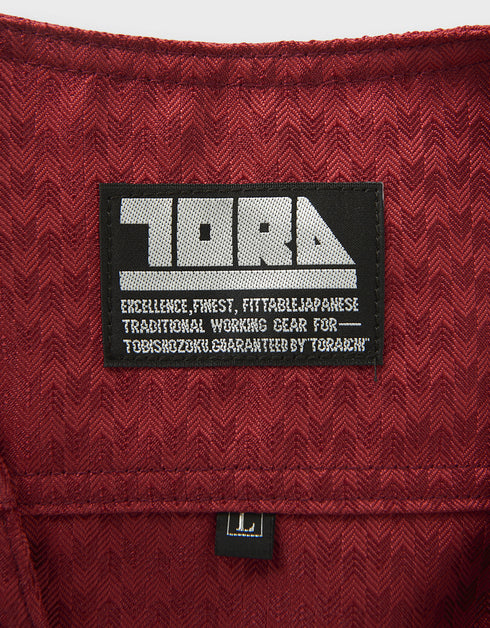 TORA
EXCELLENCE,FINEST, FITTABLEJAPANESE
TRADITIONAL WORKING GEAR FOR—
TOBISHOZOKU.GUARANTEED BY "TORAICHI"
L